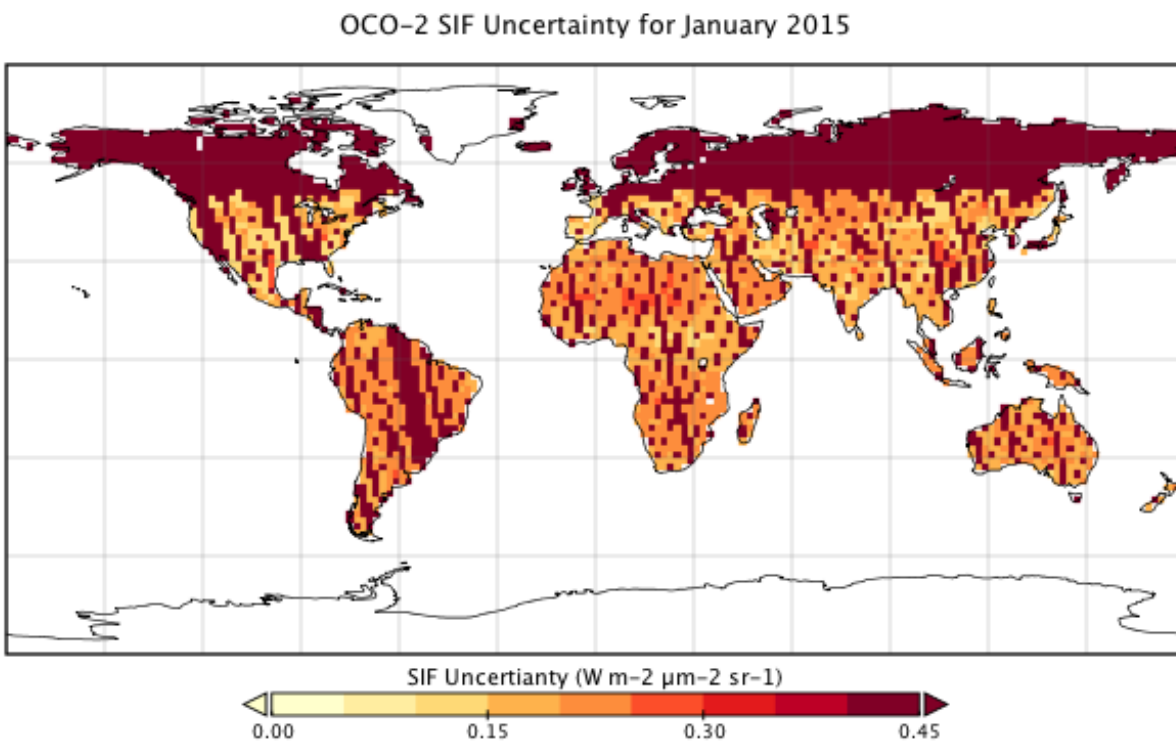 OCO-2 SIF Uncertainty for January 2015
SIF Uncertianty (W m-2 µm-2 sr-1)
0.00 0.15 0.30 0.45